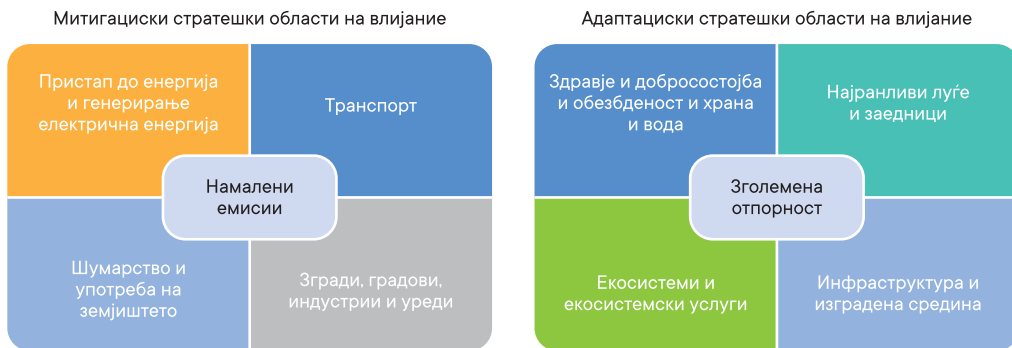 Митигациски стратешки области на влијание
Пристап до енергија
и генерирање
електрична енергија
Транспорт
Намалени
емисии
Шумарство и
употреба на
земјиштето
Згради, градови,
индустрии и уреди
Адаптациски стратешки области на влијание
Здравје и добросостојба
и обезбденост и храна
и вода
Најранливи луѓе
и заедници
Зголемена
отпорност
Екосистеми и
екосистемски услуги
Инфраструктура и
изградена средина